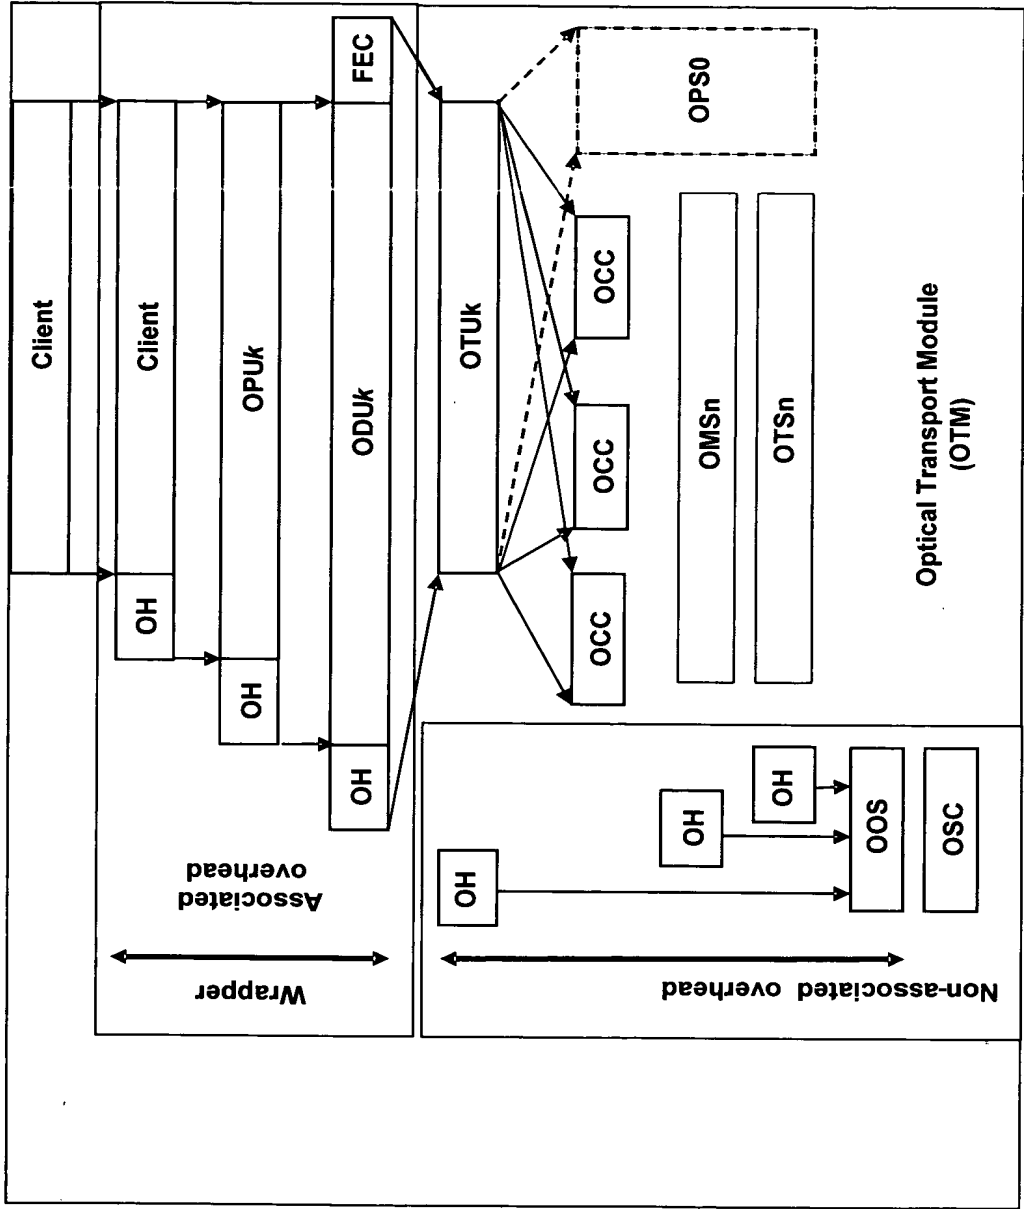 Client
OH
Client
OH
OPUk
OH
ODUk
FEC
Wrapper
Associated
overhead
OTUk
OH
OCC
OCC
OCC
OPS0
OH
OMSn
OH
OTSn
OOS
OSC
Non-associated overhead
Optical Transport Module
(OTM)